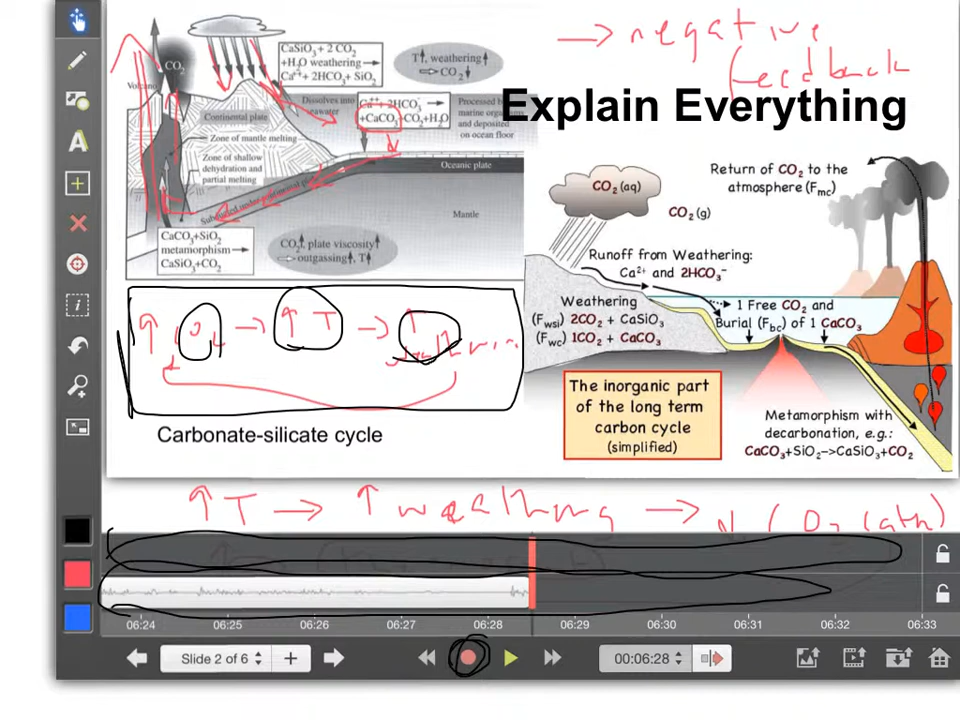 → negative
feedback
Explain Everything
CO₂
CaSiO₃ + 2 CO₂
+H₂O weathering →
Ca²⁺ + 2HCO₃⁻ + SiO₂
T↑, weathering↑
⇒ CO₂↓
Continental plate
Dissolves into
seawater
Ca⁺⁺ 2HCO₃⁻ →
+CaCO₃+CO₂+H₂O
Processed by
marine organisms
and deposited
on ocean floor
Zone of mantle melting
Zone of shallow
dehydration and
partial melting
Oceanic plate
Mantle
CaCO₃+SiO₂
metamorphism →
CaSiO₃+CO₂
CO₂↑, plate viscosity↑
⇒ outgassing↑, T↑
↑ CO₂ → ↑ T → ↑
Carbonate-silicate cycle
CO₂ (aq)
CO₂ (g)
Return of CO₂ to the
atmosphere (Fmc)
Runoff from Weathering:
Ca²⁺ and 2HCO₃⁻
Weathering
(Fwsi) 2CO₂ + CaSiO₃
(Fwc) 1CO₂ + CaCO₃
1 Free CO₂ and
Burial (Fbc) of 1 CaCO₃
The inorganic part
of the long term
carbon cycle
(simplified)
Metamorphism with
decarbonation, e.g.:
CaCO₃+SiO₂->CaSiO₃+CO₂
↑ T → ↑ weathering → ↓ CO₂ (atm)
06:24 06:25 06:26 06:27 06:28 06:29 06:30 06:31 06:32 06:33
Slide 2 of 6
00:06:28